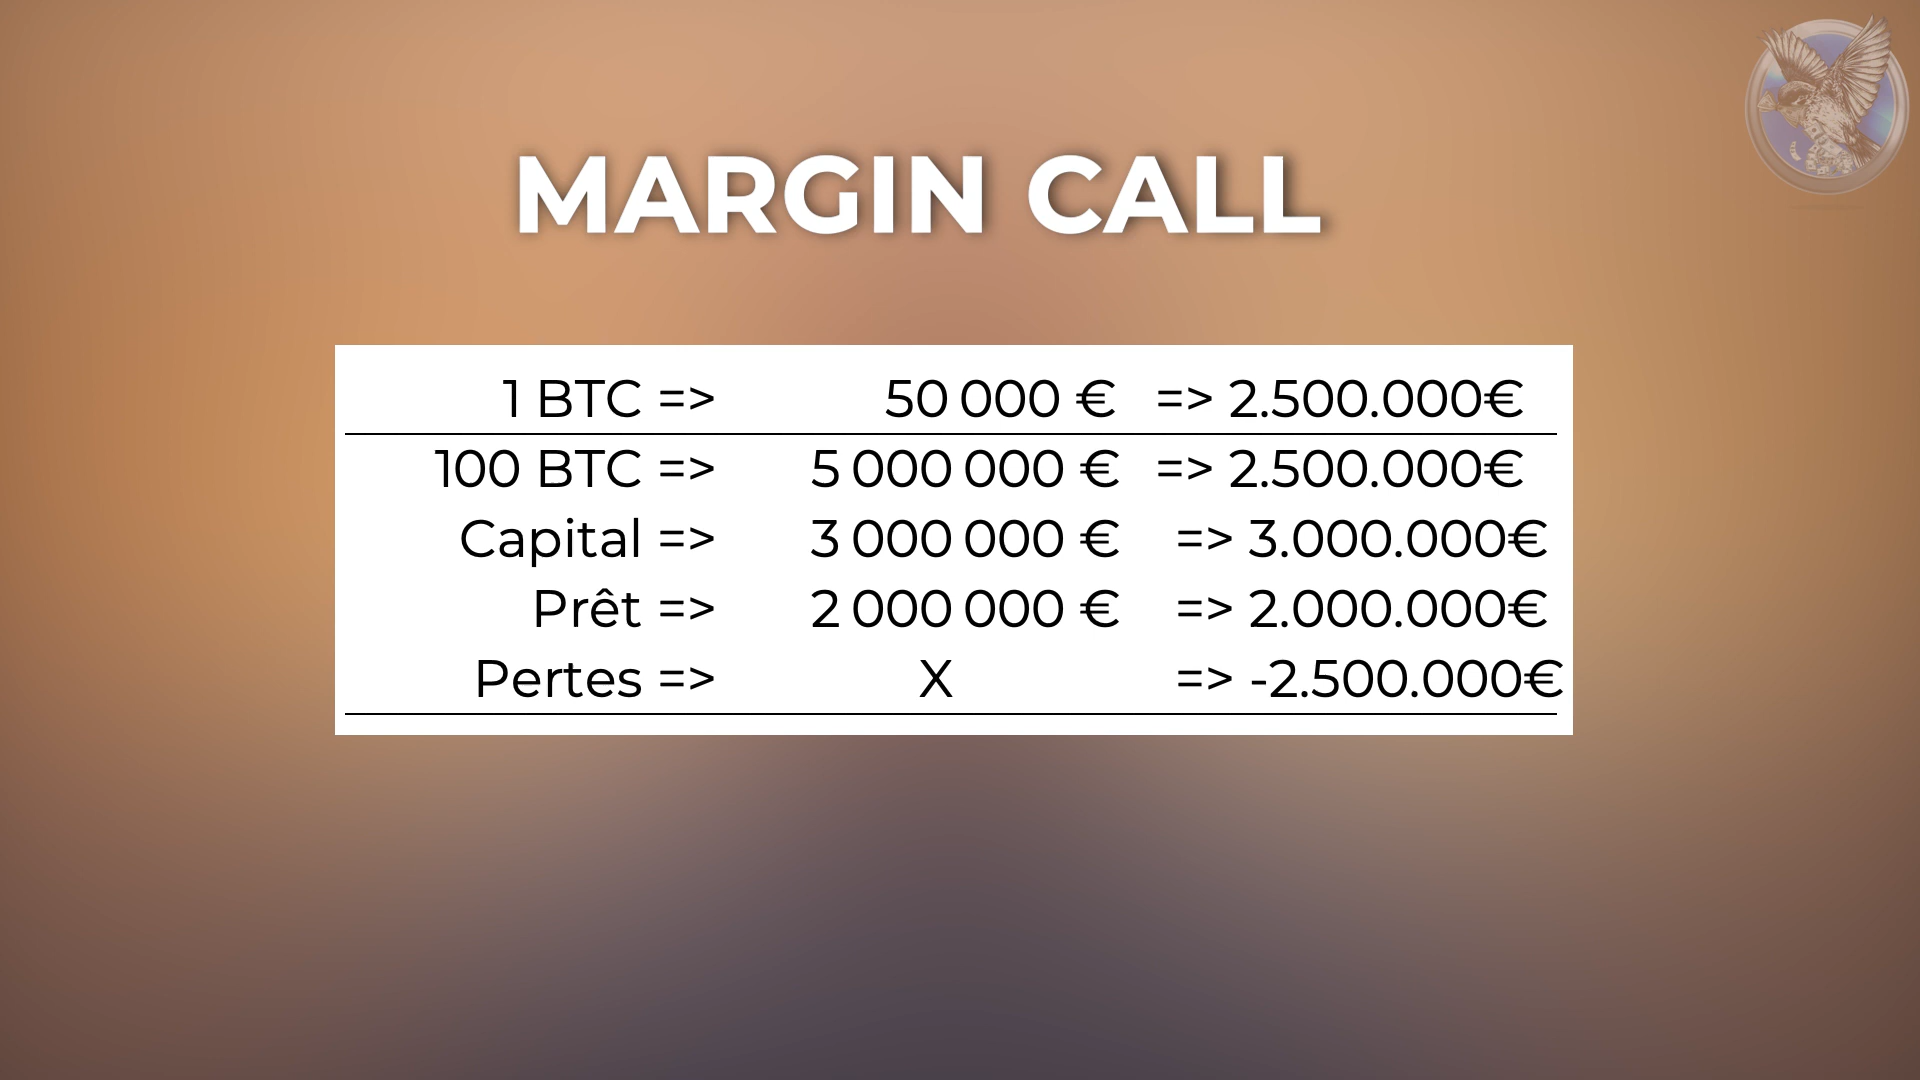 MARGIN CALL
1 BTC => 50 000 € => 2.500.000€
100 BTC => 5 000 000 € => 2.500.000€
Capital => 3 000 000 € => 3.000.000€
Prêt => 2 000 000 € => 2.000.000€
Pertes => X => -2.500.000€